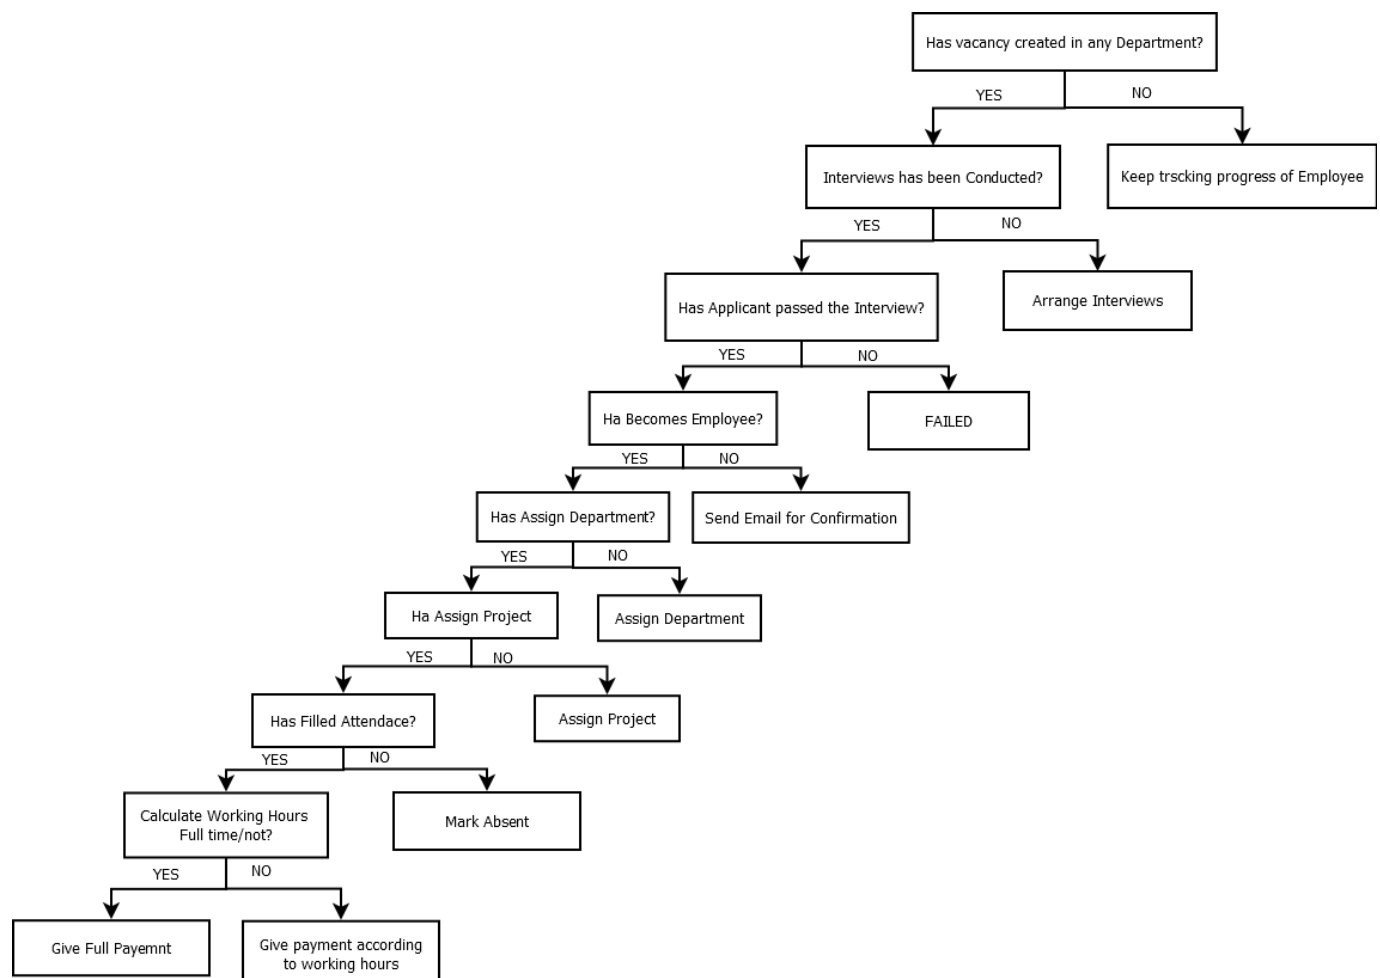 Has vacancy created in any Department?
YES
NO
Interviews has been Conducted?
Keep trscking progress of Employee
YES
NO
Has Applicant passed the Interview?
Arrange Interviews
YES
NO
Ha Becomes Employee?
FAILED
YES
NO
Has Assign Department?
Send Email for Confirmation
YES
NO
Ha Assign Project
Assign Department
YES
NO
Has Filled Attendace?
Assign Project
YES
NO
Calculate Working Hours
Full time/not?
Mark Absent
YES
NO
Give Full Payemnt
Give payment according
to working hours